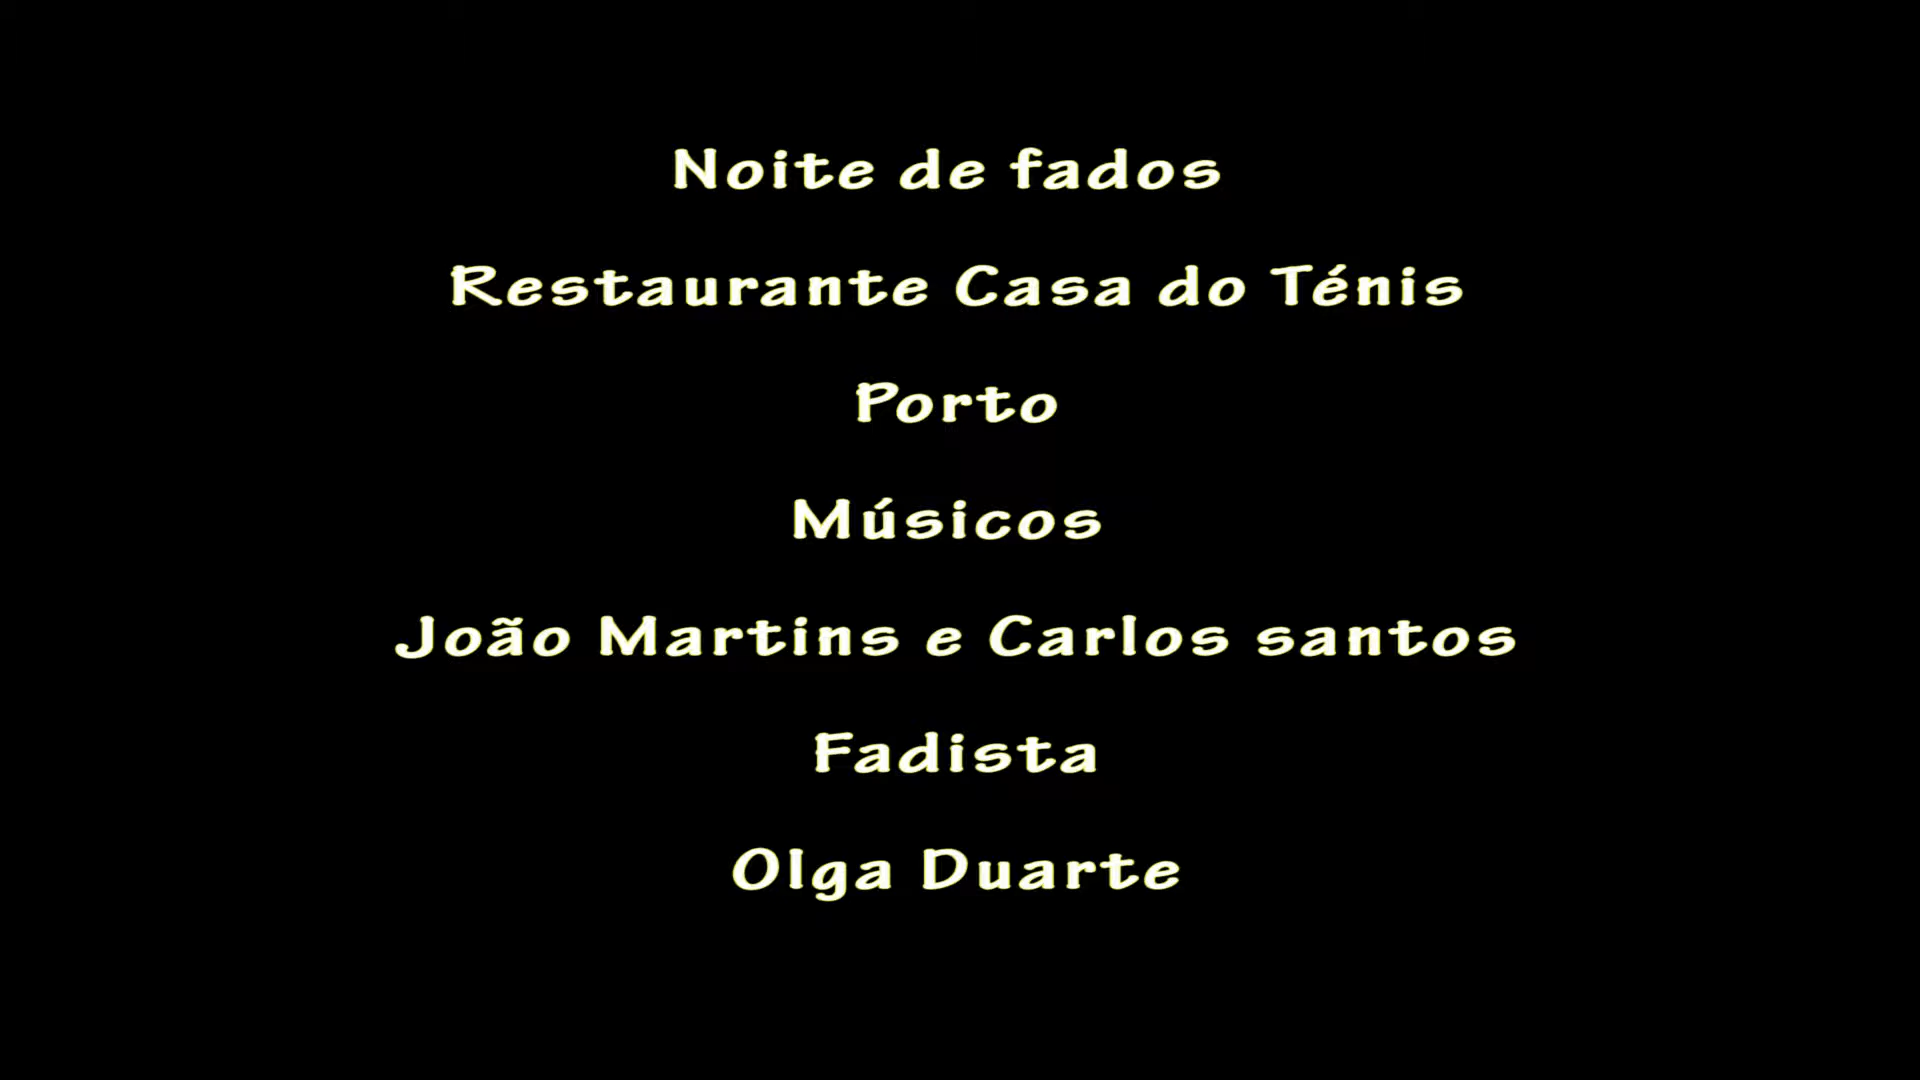 Noite de fados
Restaurante Casa do Ténis
Porto
Músicos
João Martins e Carlos santos
Fadista
Olga Duarte